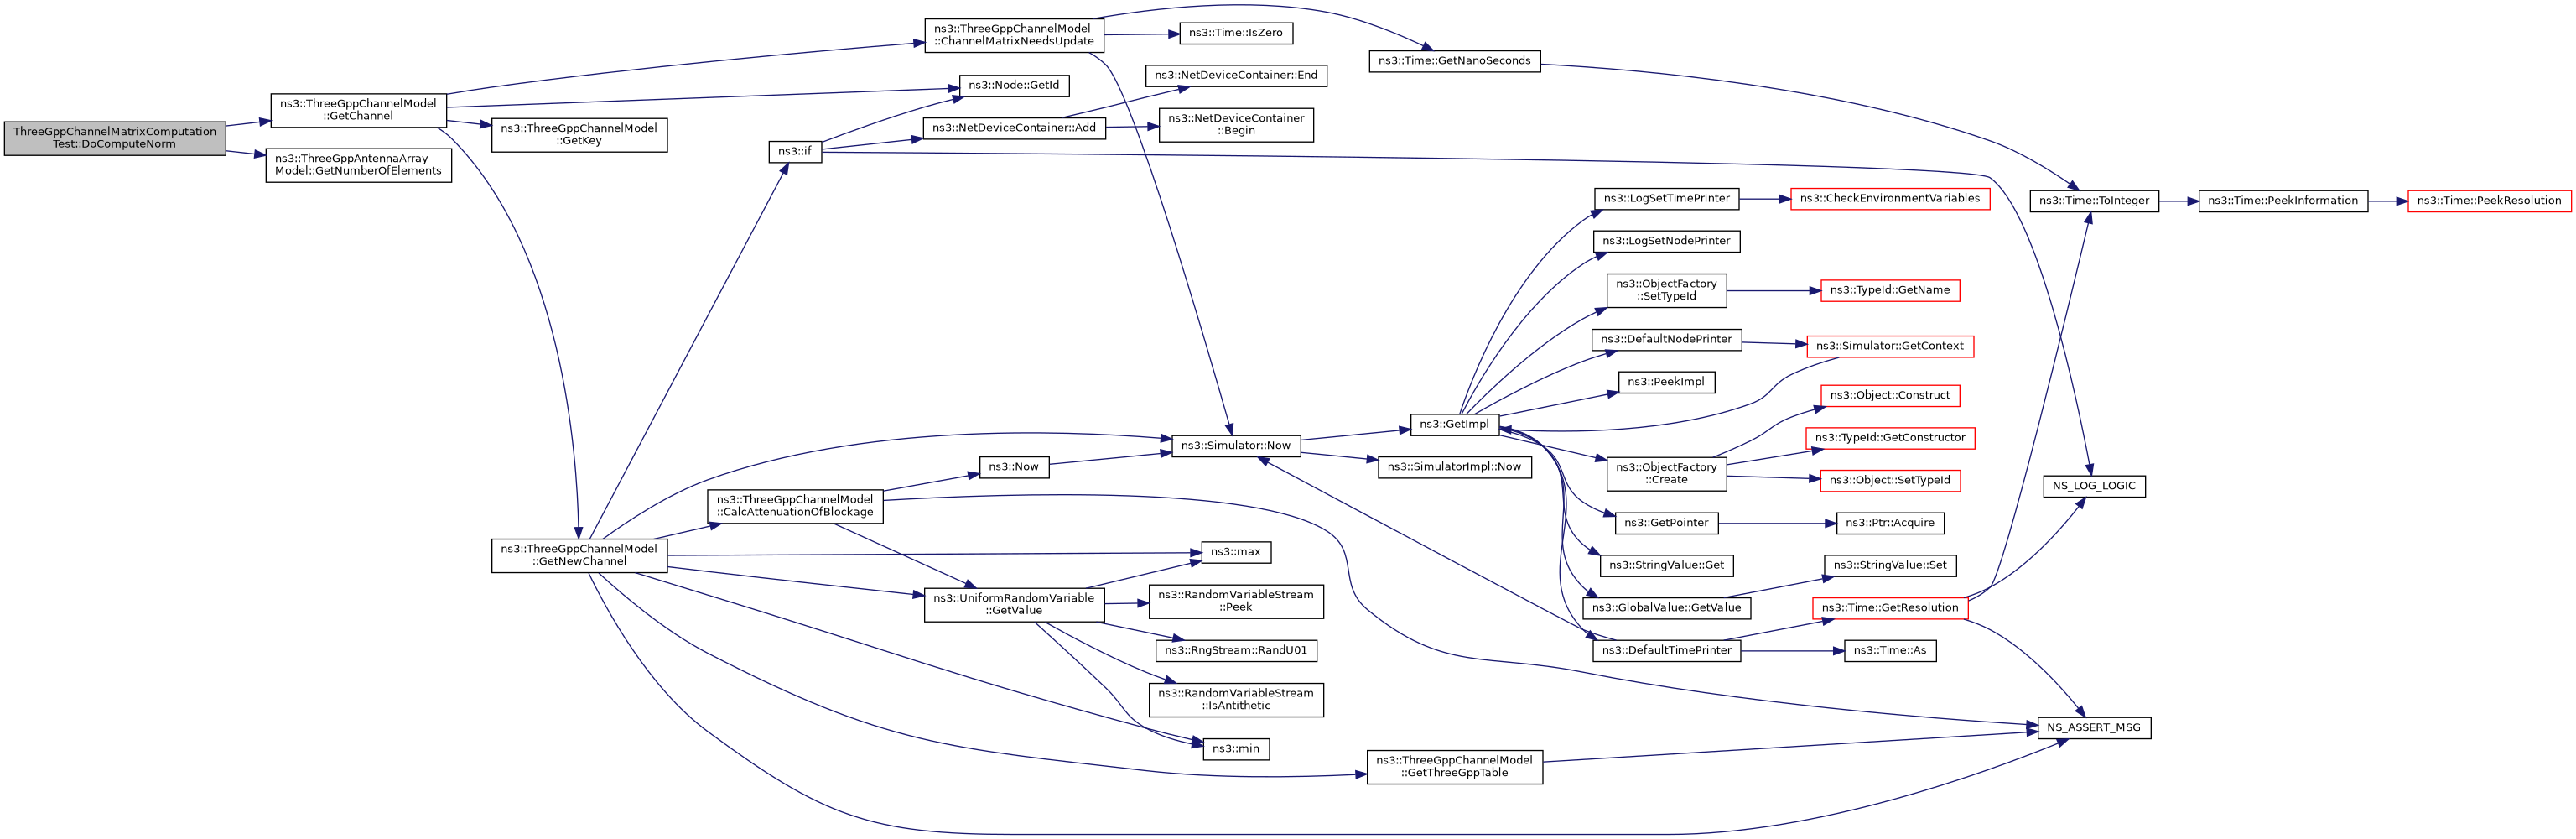 ThreeGppChannelMatrixComputation
Test::DoComputeNorm
ns3::ThreeGppChannelModel
::GetChannel
ns3::ThreeGppAntennaArray
Model::GetNumberOfElements
ns3::ThreeGppChannelModel
::ChannelMatrixNeedsUpdate
ns3::Node::GetId
ns3::ThreeGppChannelModel
::GetKey
ns3::ThreeGppChannelModel
::GetNewChannel
ns3::if
ns3::NetDeviceContainer::Add
ns3::Time::IsZero
ns3::NetDeviceContainer::End
ns3::NetDeviceContainer
::Begin
ns3::Time::GetNanoSeconds
ns3::ThreeGppChannelModel
::CalcAttenuationOfBlockage
ns3::Now
ns3::UniformRandomVariable
::GetValue
ns3::Simulator::Now
ns3::max
ns3::RandomVariableStream
::Peek
ns3::RngStream::RandU01
ns3::RandomVariableStream
::IsAntithetic
ns3::min
ns3::ThreeGppChannelModel
::GetThreeGppTable
ns3::GetImpl
ns3::SimulatorImpl::Now
ns3::LogSetTimePrinter
ns3::LogSetNodePrinter
ns3::ObjectFactory
::SetTypeId
ns3::DefaultNodePrinter
ns3::PeekImpl
ns3::ObjectFactory
::Create
ns3::GetPointer
ns3::StringValue::Get
ns3::GlobalValue::GetValue
ns3::DefaultTimePrinter
ns3::CheckEnvironmentVariables
ns3::TypeId::GetName
ns3::Simulator::GetContext
ns3::Object::Construct
ns3::TypeId::GetConstructor
ns3::Object::SetTypeId
ns3::Ptr::Acquire
ns3::StringValue::Set
ns3::Time::GetResolution
ns3::Time::As
ns3::Time::ToInteger
NS_LOG_LOGIC
NS_ASSERT_MSG
ns3::Time::PeekInformation
ns3::Time::PeekResolution